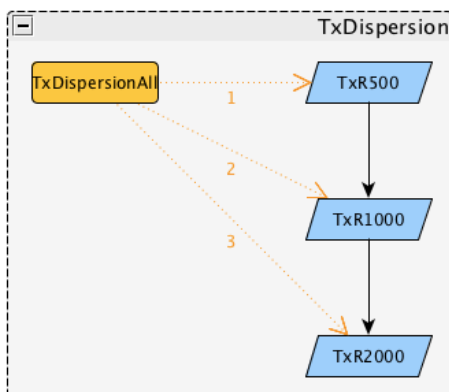 TxDispersion
TxDispersionAll
TxR500
1
2
TxR1000
3
TxR2000